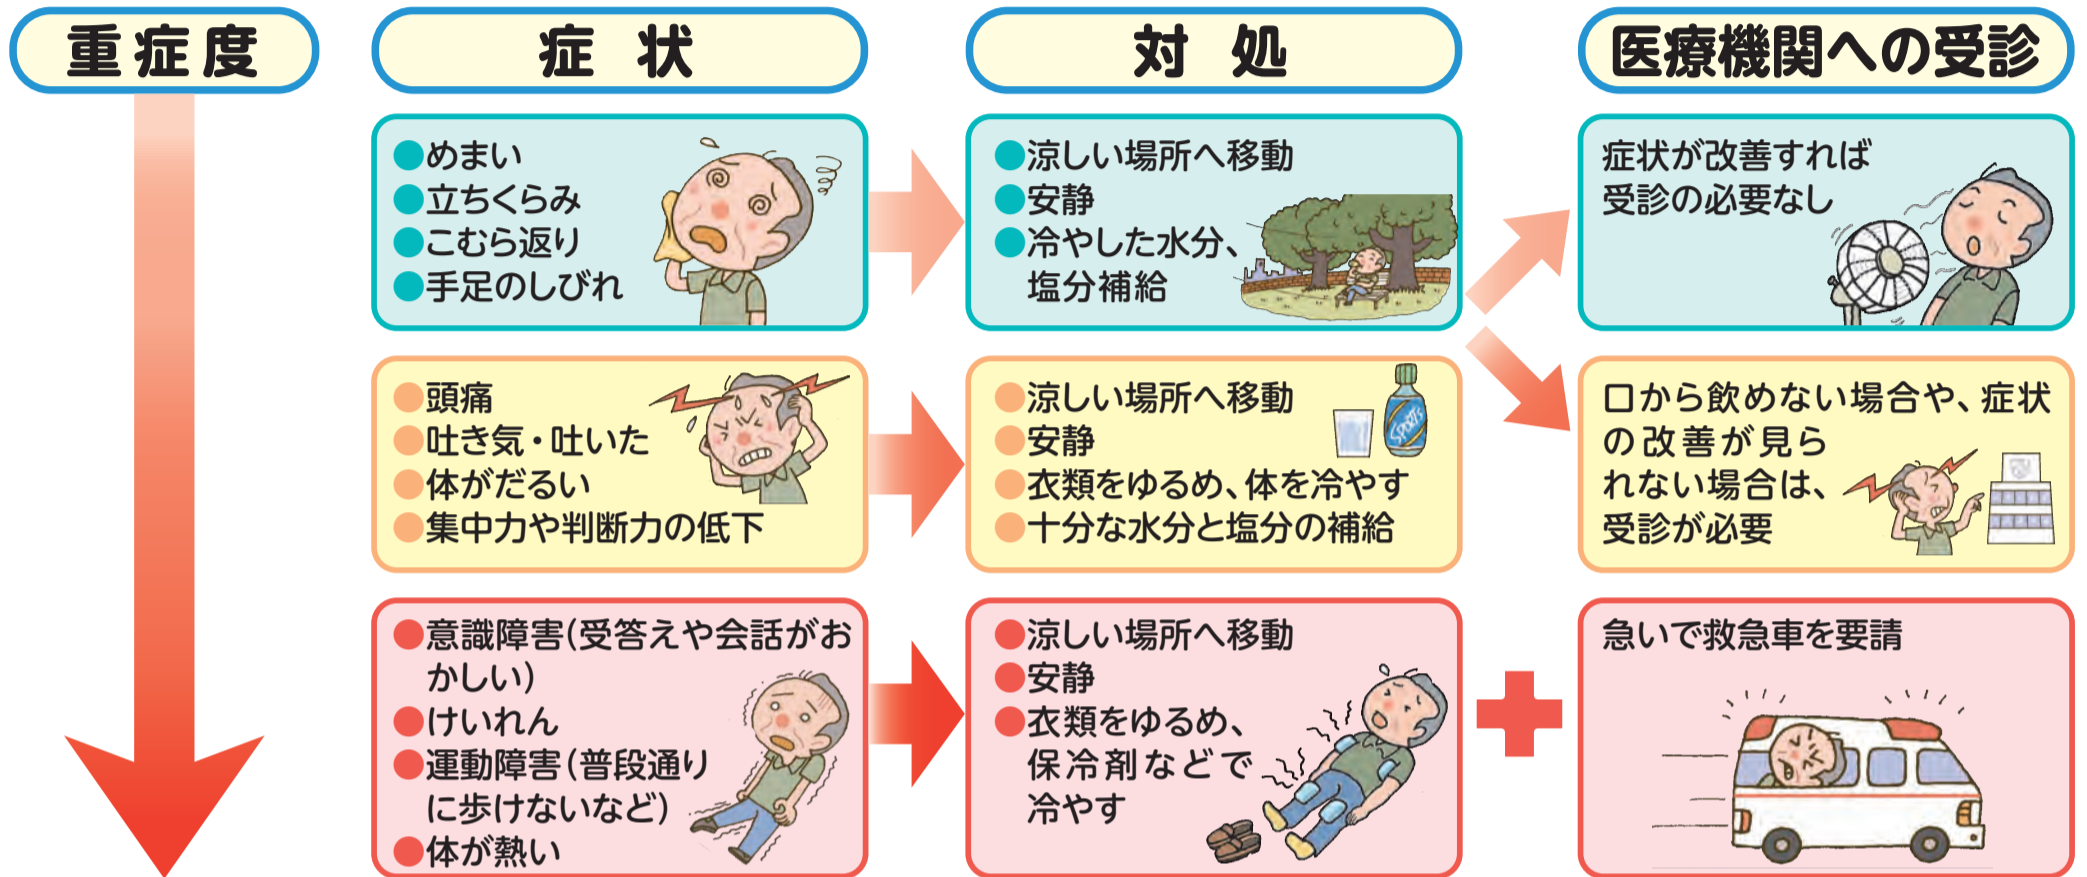 重症度
症状
対処
医療機関への受診
●めまい
●立ちくらみ
●こむら返り
●手足のしびれ
●涼しい場所へ移動
●安静
●冷やした水分、
塩分補給
症状が改善すれば
受診の必要なし
●頭痛
●吐き気・吐いた
●体がだるい
●集中力や判断力の低下
●涼しい場所へ移動
●安静
●衣類をゆるめ、体を冷やす
●十分な水分と塩分の補給
SPORTS
口から飲めない場合や、症状
の改善が見ら
れない場合は、
受診が必要
●意識障害(受答えや会話がお
かしい)
●けいれん
●運動障害(普段通り
に歩けないなど)
●体が熱い
●涼しい場所へ移動
●安静
●衣類をゆるめ、
保冷剤などで
冷やす
急いで救急車を要請